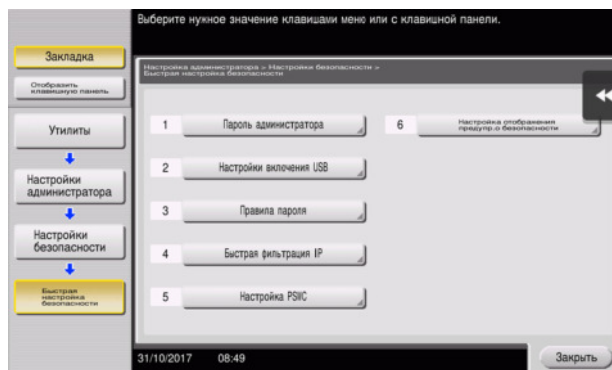 Выберите нужное значение клавишами меню или с клавишной панели.
Закладка
Отобразить
клавишную панель
Утилиты
Настройки
администратора
Настройки
безопасности
Быстрая
настройка
безопасности
Настройка администратора > Настройки безопасности >
Быстрая настройка безопасности
1 Пароль администратора
2 Настройки включения USB
3 Правила пароля
4 Быстрая фильтрация IP
5 Настройка PSWC
6 Настройка отображения
предупр.о безопасности
31/10/2017 08:49
Закрыть